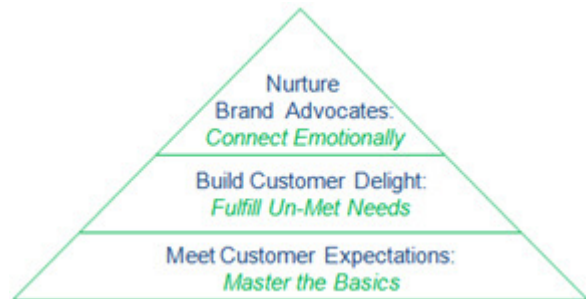 Nurture
Brand Advocates:
Connect Emotionally
Build Customer Delight:
Fulfill Un-Met Needs
Meet Customer Expectations:
Master the Basics